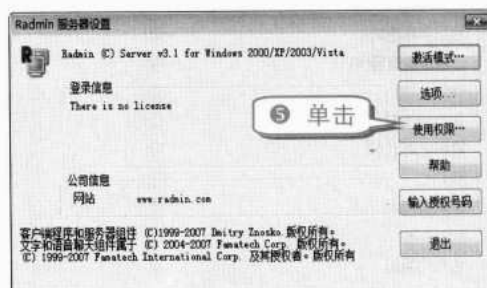 Radmin 服务器设置
Radmin (C) Server v3.1 for Windows 2000/XP/2003/Vista
激活模式…
登录信息
There is no license
选项...
❺ 单击
使用权限…
帮助
公司信息
网站 www.radmin.com
输入授权号码
客户端程序和服务器组件 (C)1999-2007 Dmitry Znosko.版权所有。
文字和语音聊天组件属于 (C) 2004-2007 Famatech Corp. 版权所有。
(C) 1999-2007 Famatech International Corp. 及其授权者。版权所有
退出